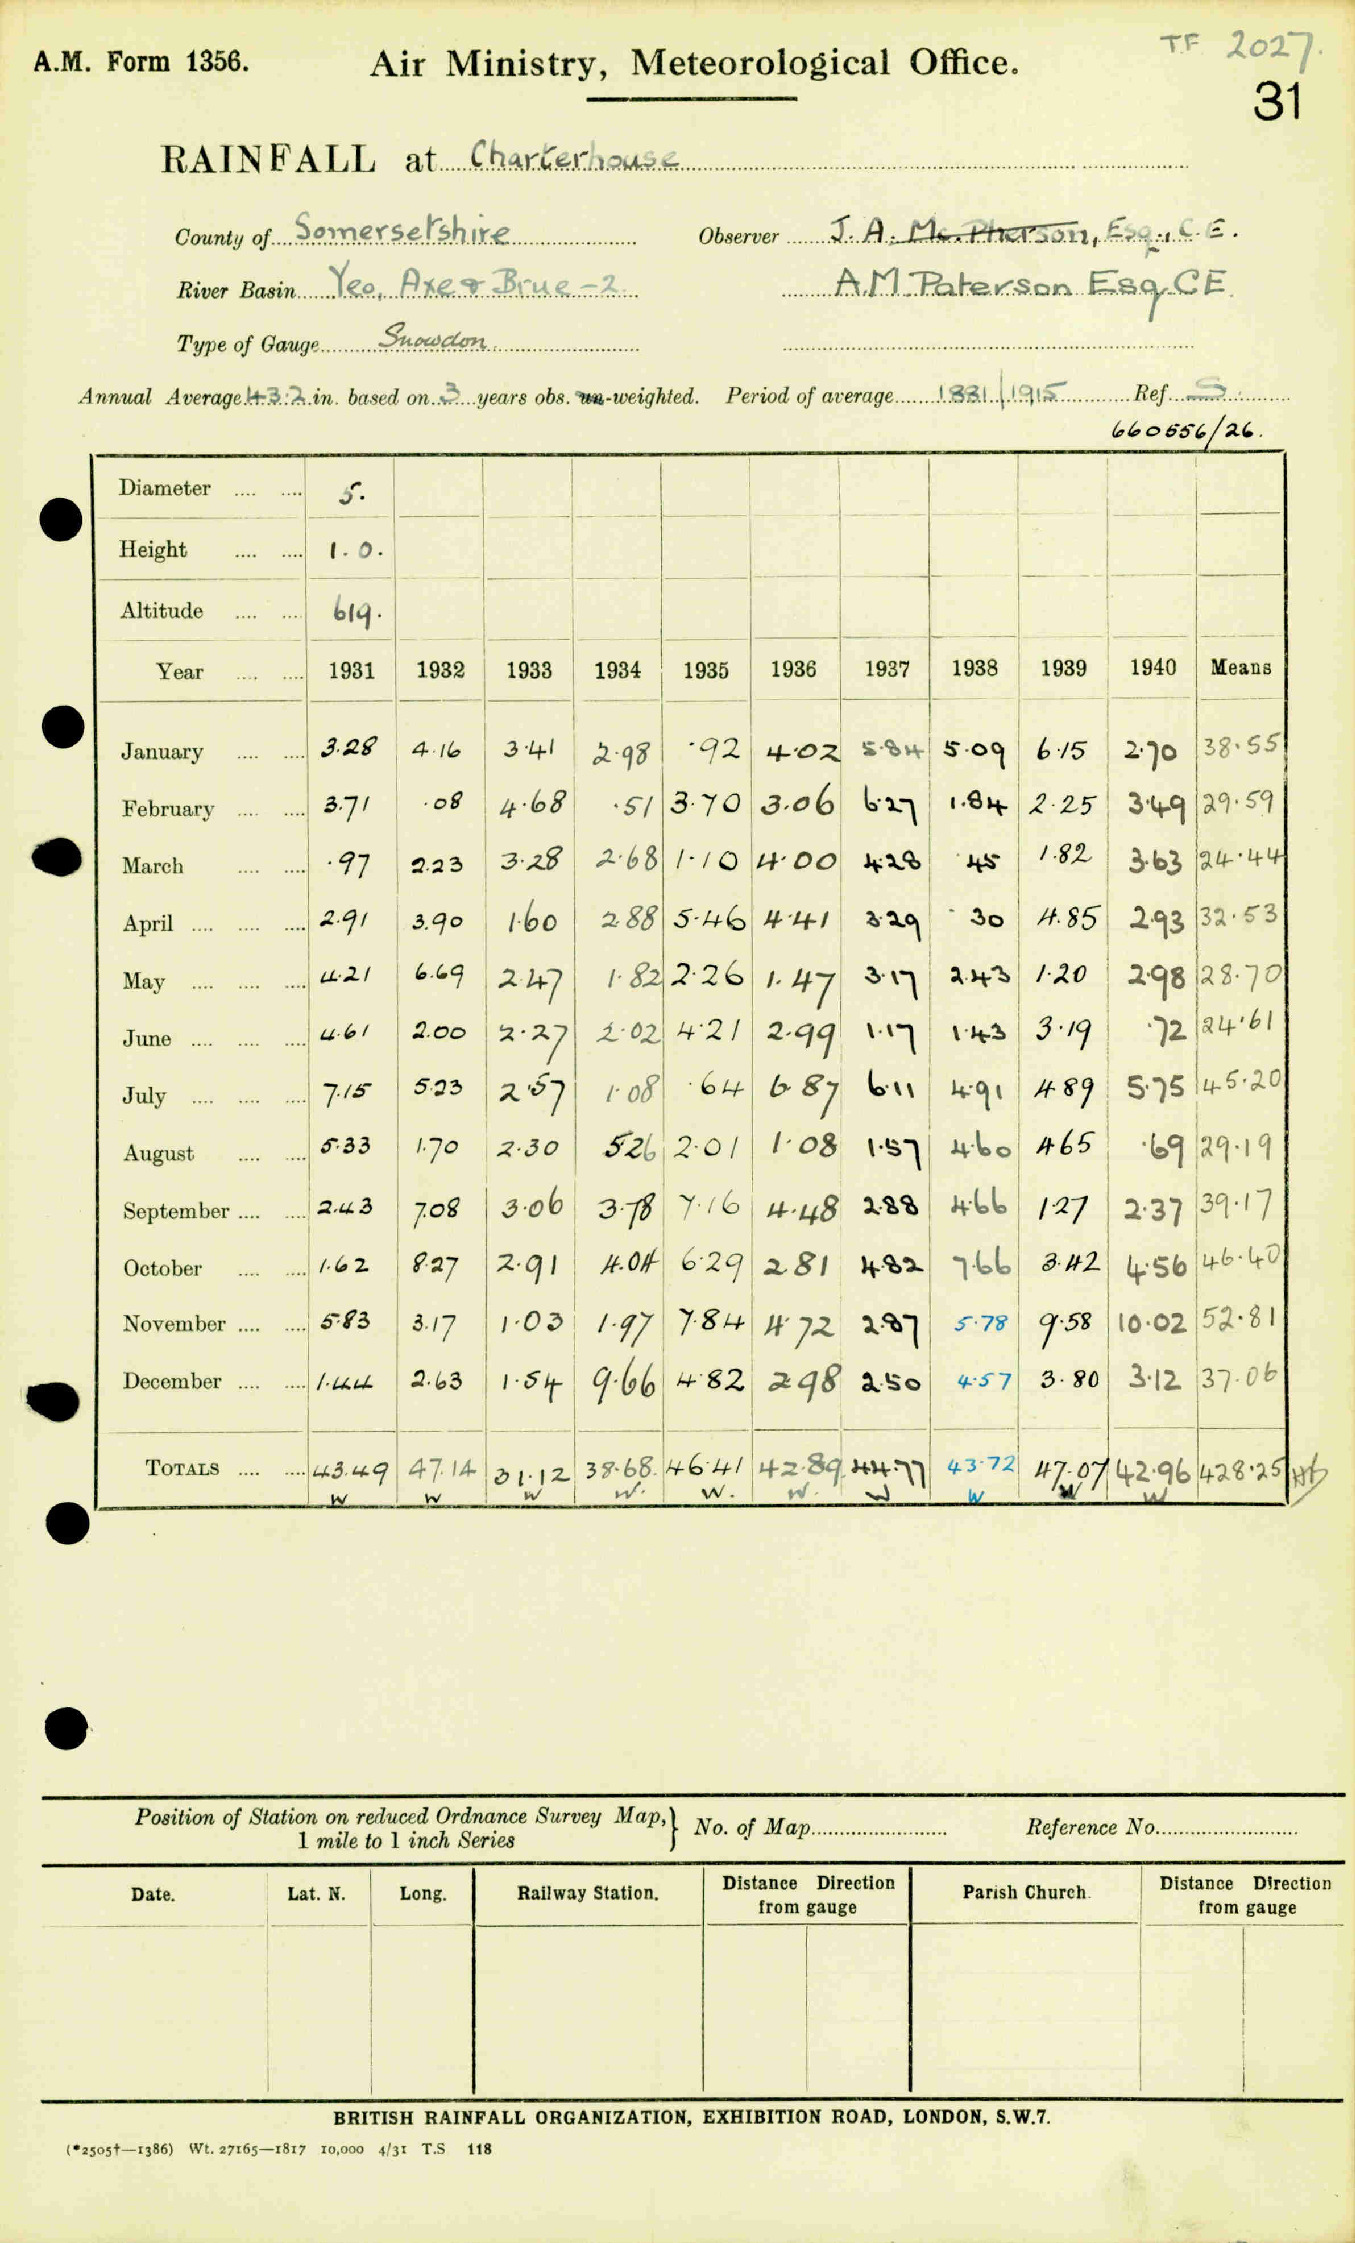 TF 2027.
A.M. Form 1356. Air Ministry, Meteorological Office.
31
RAINFALL at Charterhouse
County of Somersetshire Observer J. A. Mc. Pherson, Esq., C.E.
River Basin Yeo, Axe & Brue - 2 A.M. Paterson Esq CE.
Type of Gauge Snowdon
Annual Average 43.2 in. based on 3 years obs. un-weighted. Period of average 1881/1915 Ref. S.
660556/26.
Diameter .... .... 5.
Height .... .... 1.0.
Altitude .... .... 619.
Year .... .... 1931 1932 1933 1934 1935 1936 1937 1938 1939 1940 Means
January .... .... 3.28 4.16 3.41 2.98 .92 4.02 5.84 5.09 6.15 2.70 38.55
February .... .... 3.71 .08 4.68 .51 3.70 3.06 6.27 1.84 2.25 3.49 29.59
March .... .... .97 2.23 3.28 2.68 1.10 4.00 4.28 .45 1.82 3.63 24.44
April .... .... .... 2.91 3.90 1.60 2.88 5.46 4.41 3.29 .30 4.85 2.93 32.53
May .... .... .... 4.21 6.69 2.47 1.82 2.26 1.47 3.17 2.43 1.20 2.98 28.70
June .... .... .... 4.61 2.00 2.27 2.02 4.21 2.99 1.17 1.43 3.19 .72 24.61
July .... .... .... 7.15 5.23 2.57 1.08 .64 6.87 6.11 4.91 4.89 5.75 45.20
August .... .... 5.33 1.70 2.30 5.26 2.01 1.08 1.57 4.60 4.65 .69 29.19
September .... .... 2.43 7.08 3.06 3.78 7.16 4.48 2.88 4.66 1.27 2.37 39.17
October .... .... 1.62 8.27 2.91 4.04 6.29 2.81 4.82 7.66 3.42 4.56 46.40
November .... .... 5.83 3.17 1.03 1.97 7.84 4.72 2.87 5.78 9.58 10.02 52.81
December .... .... 1.44 2.63 1.54 9.66 4.82 2.98 2.50 4.57 3.80 3.12 37.06
TOTALS .... .... 43.49 47.14 31.12 38.68. 46.41 42.89 44.77 43.72 47.07 42.96 428.25
W W W W. W. W. W W W W
Position of Station on reduced Ordnance Survey Map,} No. of Map Reference No.
1 mile to 1 inch Series
Date. Lat. N. Long. Railway Station. Distance Direction from gauge Parish Church. Distance Direction from gauge
BRITISH RAINFALL ORGANIZATION, EXHIBITION ROAD, LONDON, S.W.7.
(*2505†—1386) Wt. 27165—1817 10,000 4/31 T.S 118